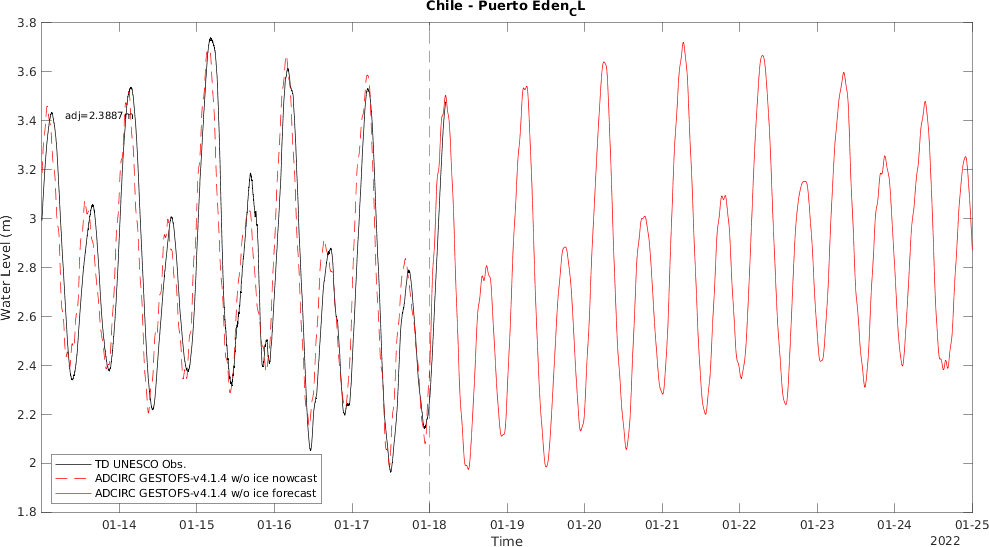 Chile - Puerto Eden_CL
3.8
3.6
3.4
3.2
3
2.8
2.6
2.4
2.2
2
1.8
Water Level (m)
adj=2.3887m
TD UNESCO Obs.
ADCIRC GESTOFS-v4.1.4 w/o ice nowcast
ADCIRC GESTOFS-v4.1.4 w/o ice forecast
01-14 01-15 01-16 01-17 01-18 01-19 01-20 01-21 01-22 01-23 01-24 01-25
Time
2022